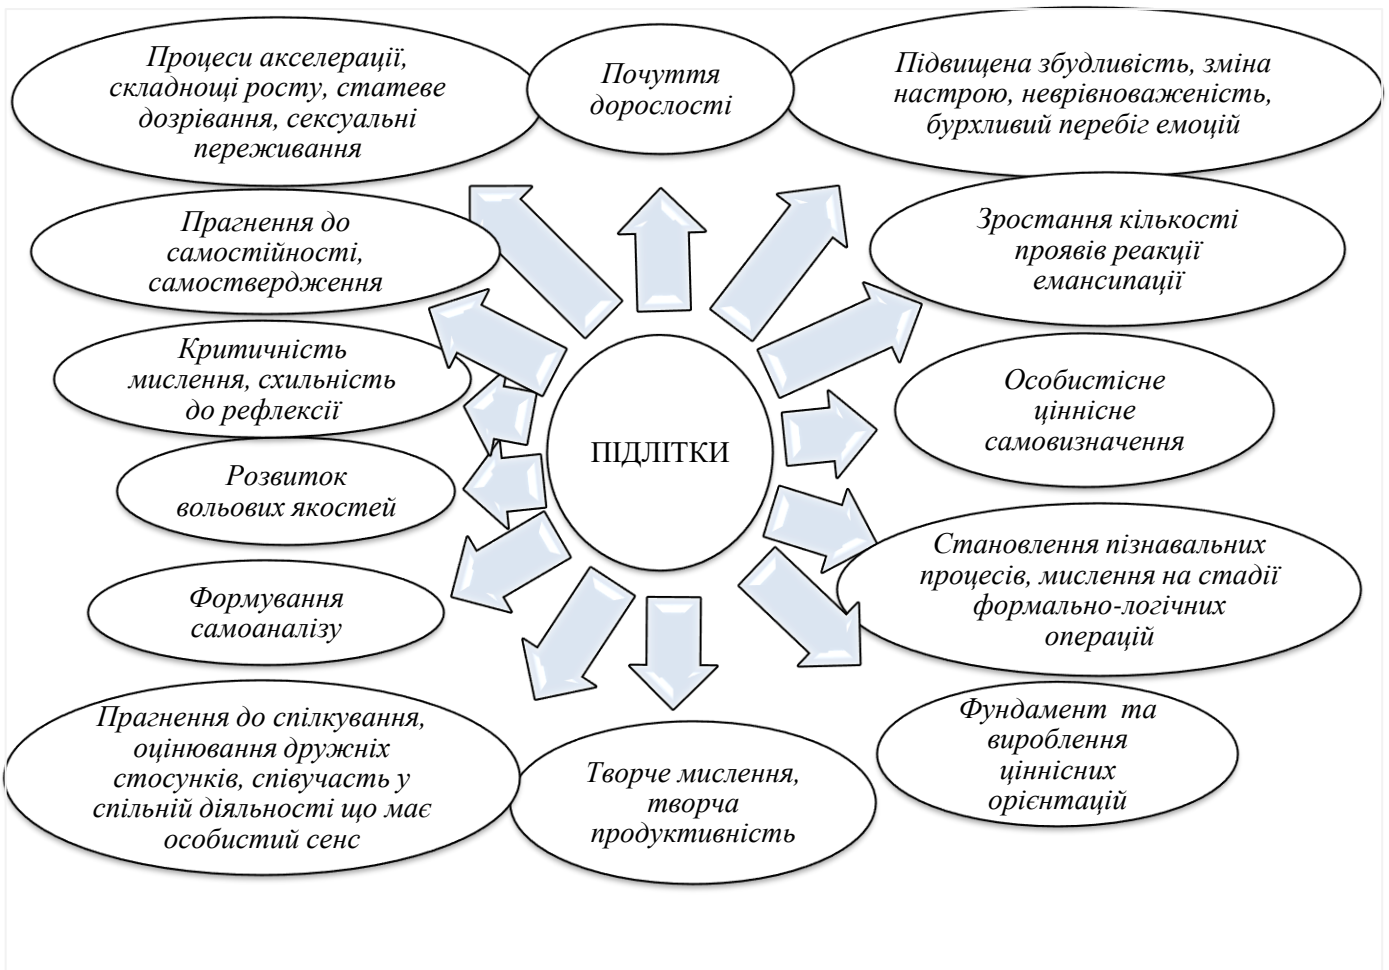 Процеси акселерації,
складнощі росту, статеве
дозрівання, сексуальні
переживання
Почуття
дорослості
Підвищена збудливість, зміна
настрою, неврівноваженість,
бурхливий перебіг емоцій
Прагнення до
самостійності,
самоствердження
Зростання кількості
проявів реакції
емансипації
Критичність
мислення, схильність
до рефлексії
Особистісне
ціннісне
самовизначення
ПІДЛІТКИ
Розвиток
вольових якостей
Становлення пізнавальних
процесів, мислення на стадії
формально-логічних
операцій
Формування
самоаналізу
Прагнення до спілкування,
оцінювання дружніх
стосунків, співучасть у
спільній діяльності що має
особистий сенс
Творче мислення,
творча
продуктивність
Фундамент та
вироблення
ціннісних
орієнтацій